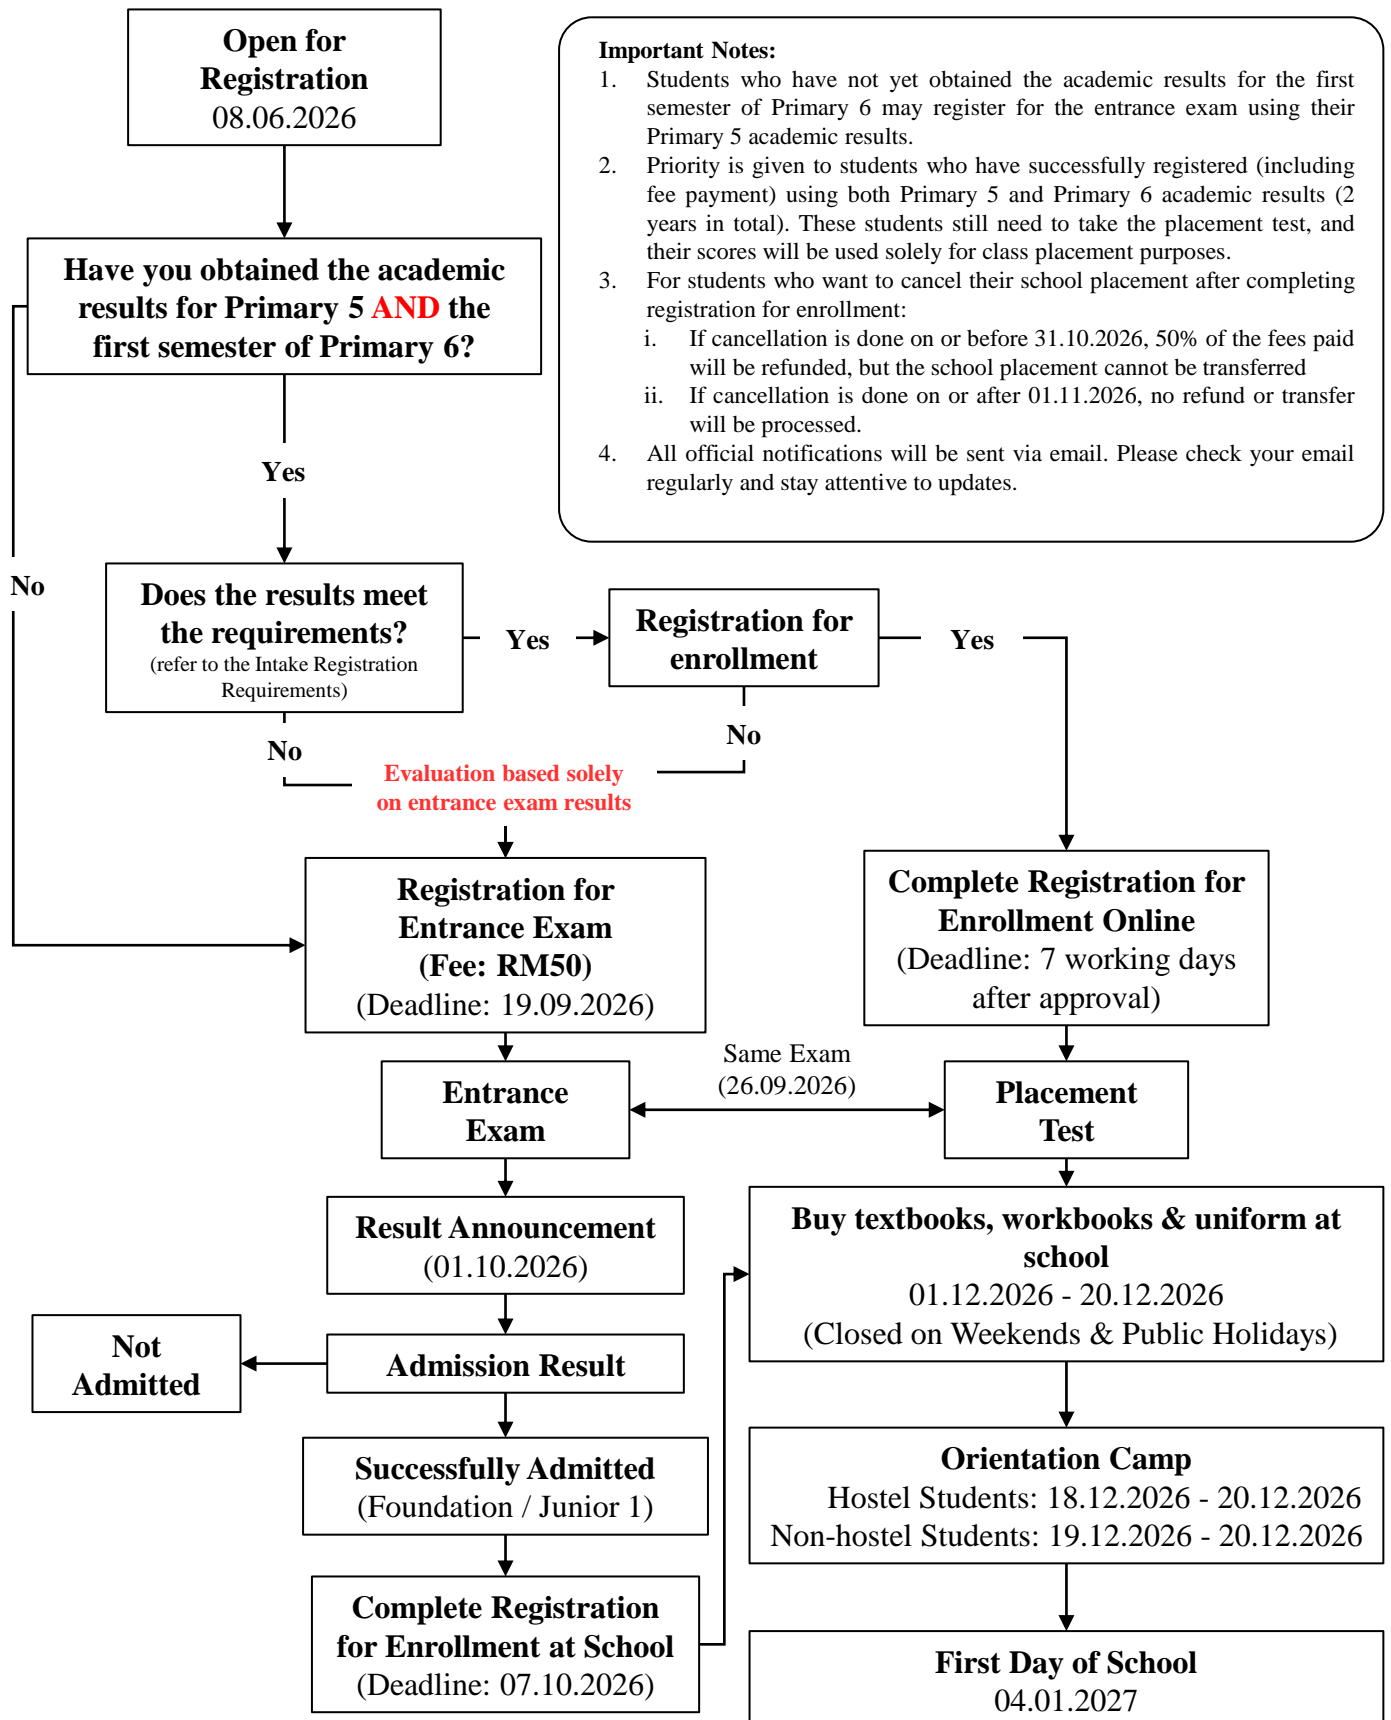 Open for
Registration
08.06.2026
Important Notes:
1. Students who have not yet obtained the academic results for the first
semester of Primary 6 may register for the entrance exam using their
Primary 5 academic results.
2. Priority is given to students who have successfully registered (including
fee payment) using both Primary 5 and Primary 6 academic results (2
years in total). These students still need to take the placement test, and
their scores will be used solely for class placement purposes.
3. For students who want to cancel their school placement after completing
registration for enrollment:
i. If cancellation is done on or before 31.10.2026, 50% of the fees paid
will be refunded, but the school placement cannot be transferred
ii. If cancellation is done on or after 01.11.2026, no refund or transfer
will be processed.
4. All official notifications will be sent via email. Please check your email
regularly and stay attentive to updates.
Have you obtained the academic
results for Primary 5 AND the
first semester of Primary 6?
Yes
No
Does the results meet
the requirements?
(refer to the Intake Registration
Requirements)
Yes
Registration for
enrollment
Yes
No
No
Evaluation based solely
on entrance exam results
Registration for
Entrance Exam
(Fee: RM50)
(Deadline: 19.09.2026)
Complete Registration for
Enrollment Online
(Deadline: 7 working days
after approval)
Entrance
Exam
Same Exam
(26.09.2026)
Placement
Test
Result Announcement
(01.10.2026)
Buy textbooks, workbooks & uniform at
school
01.12.2026 - 20.12.2026
(Closed on Weekends & Public Holidays)
Not
Admitted
Admission Result
Successfully Admitted
(Foundation / Junior 1)
Orientation Camp
Hostel Students: 18.12.2026 - 20.12.2026
Non-hostel Students: 19.12.2026 - 20.12.2026
Complete Registration
for Enrollment at School
(Deadline: 07.10.2026)
First Day of School
04.01.2027